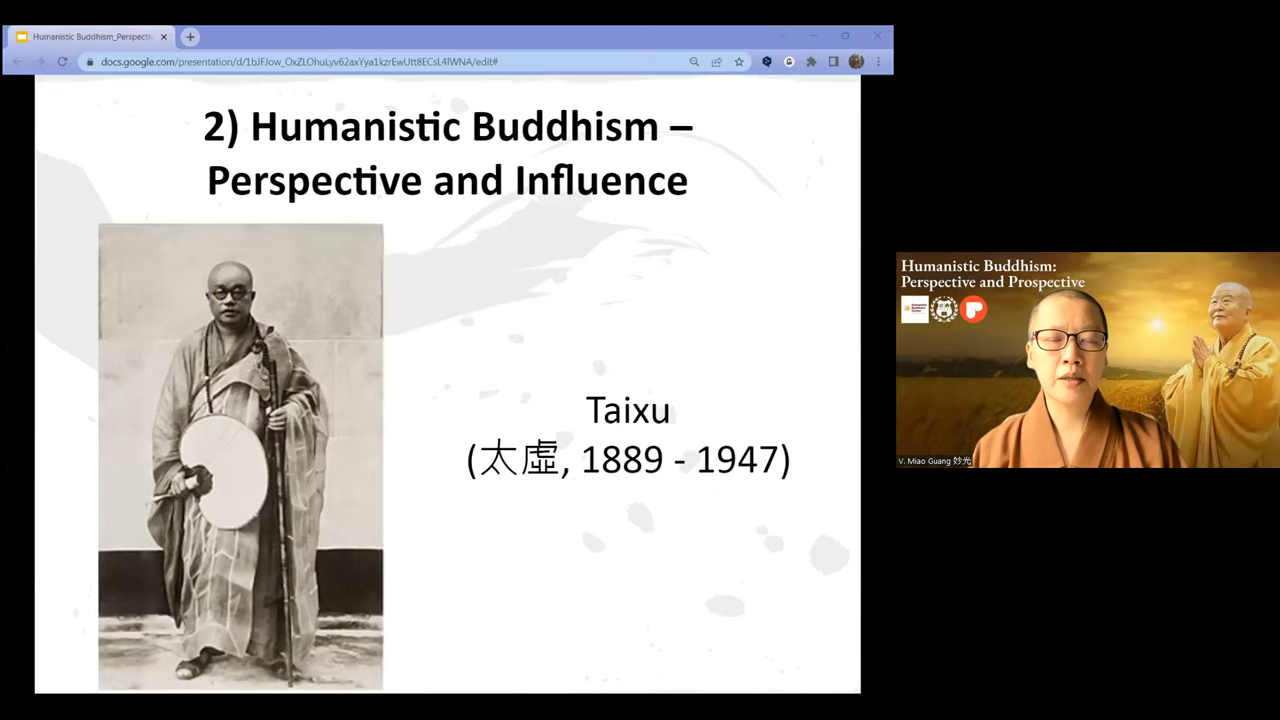 Humanistic Buddhism_Perspecti
docs.google.com/presentation/d/1bJFJow_OxZLOhuLyv62axYya1kzrEwUtt8ECsL4lWNA/edit#
2) Humanistic Buddhism –
Perspective and Influence
Taixu
(太虛, 1889 - 1947)
Humanistic Buddhism:
Perspective and Prospective
V. Miao Guang 妙光